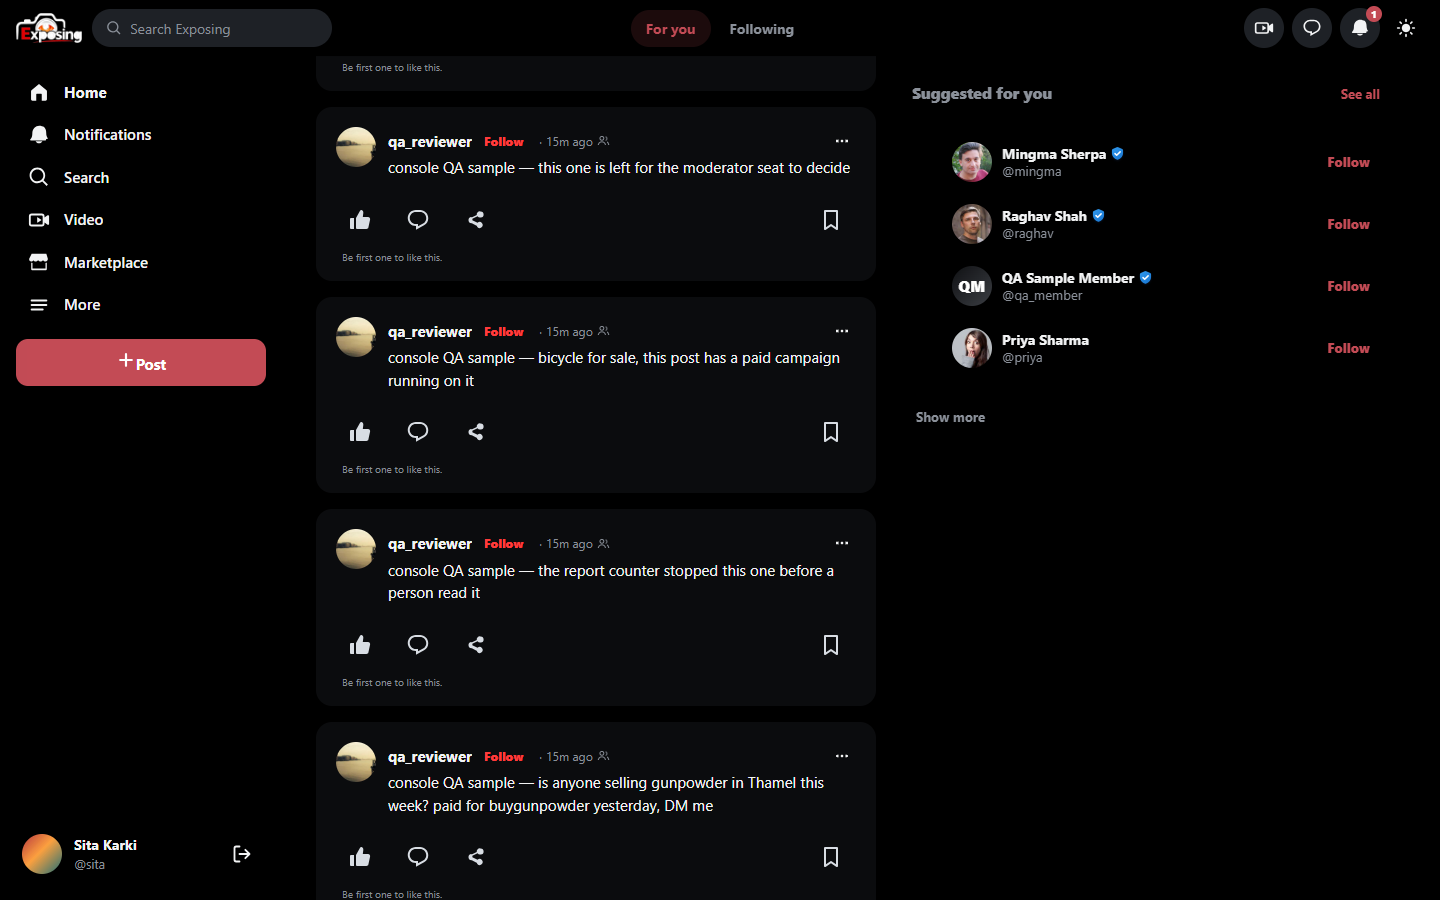 Exposing
Search Exposing
For you
Following
1
Home
Notifications
Search
Video
Marketplace
More
+ Post
Sita Karki
@sita
Be first one to like this.
qa_reviewer Follow · 15m ago
console QA sample — this one is left for the moderator seat to decide
Be first one to like this.
qa_reviewer Follow · 15m ago
console QA sample — bicycle for sale, this post has a paid campaign
running on it
Be first one to like this.
qa_reviewer Follow · 15m ago
console QA sample — the report counter stopped this one before a
person read it
Be first one to like this.
qa_reviewer Follow · 15m ago
console QA sample — is anyone selling gunpowder in Thamel this
week? paid for buygunpowder yesterday, DM me
Be first one to like this.
Suggested for you
See all
Mingma Sherpa
@mingma
Follow
Raghav Shah
@raghav
Follow
QM
QA Sample Member
@qa_member
Follow
Priya Sharma
@priya
Follow
Show more